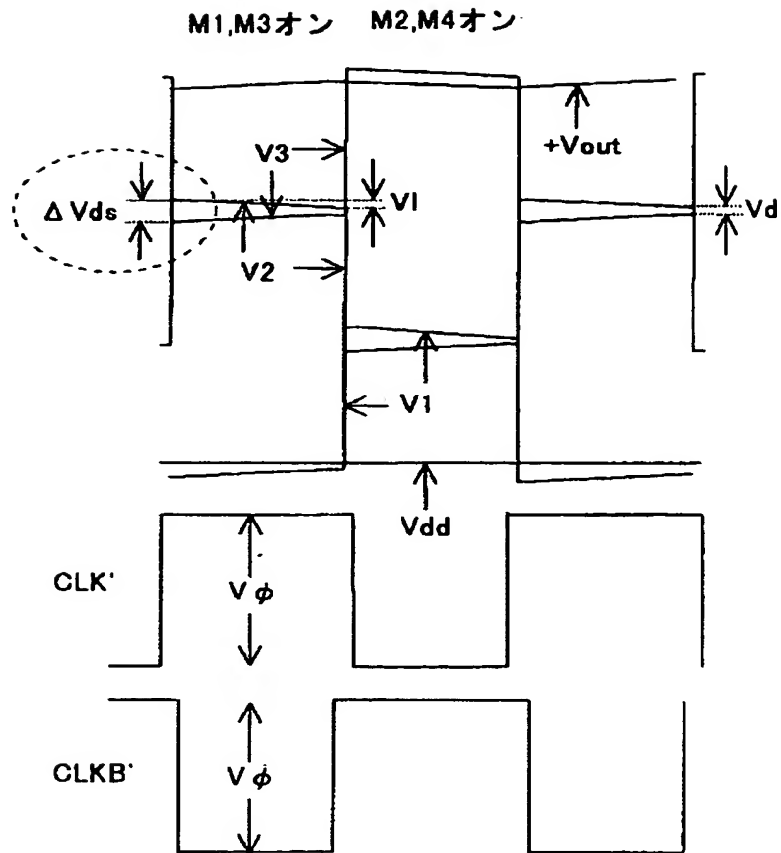 M1,M3オン M2,M4オン
+Vout
V3
ΔVds
Vl
Vd
V2
V1
Vdd
CLK'
Vφ
CLKB'
Vφ